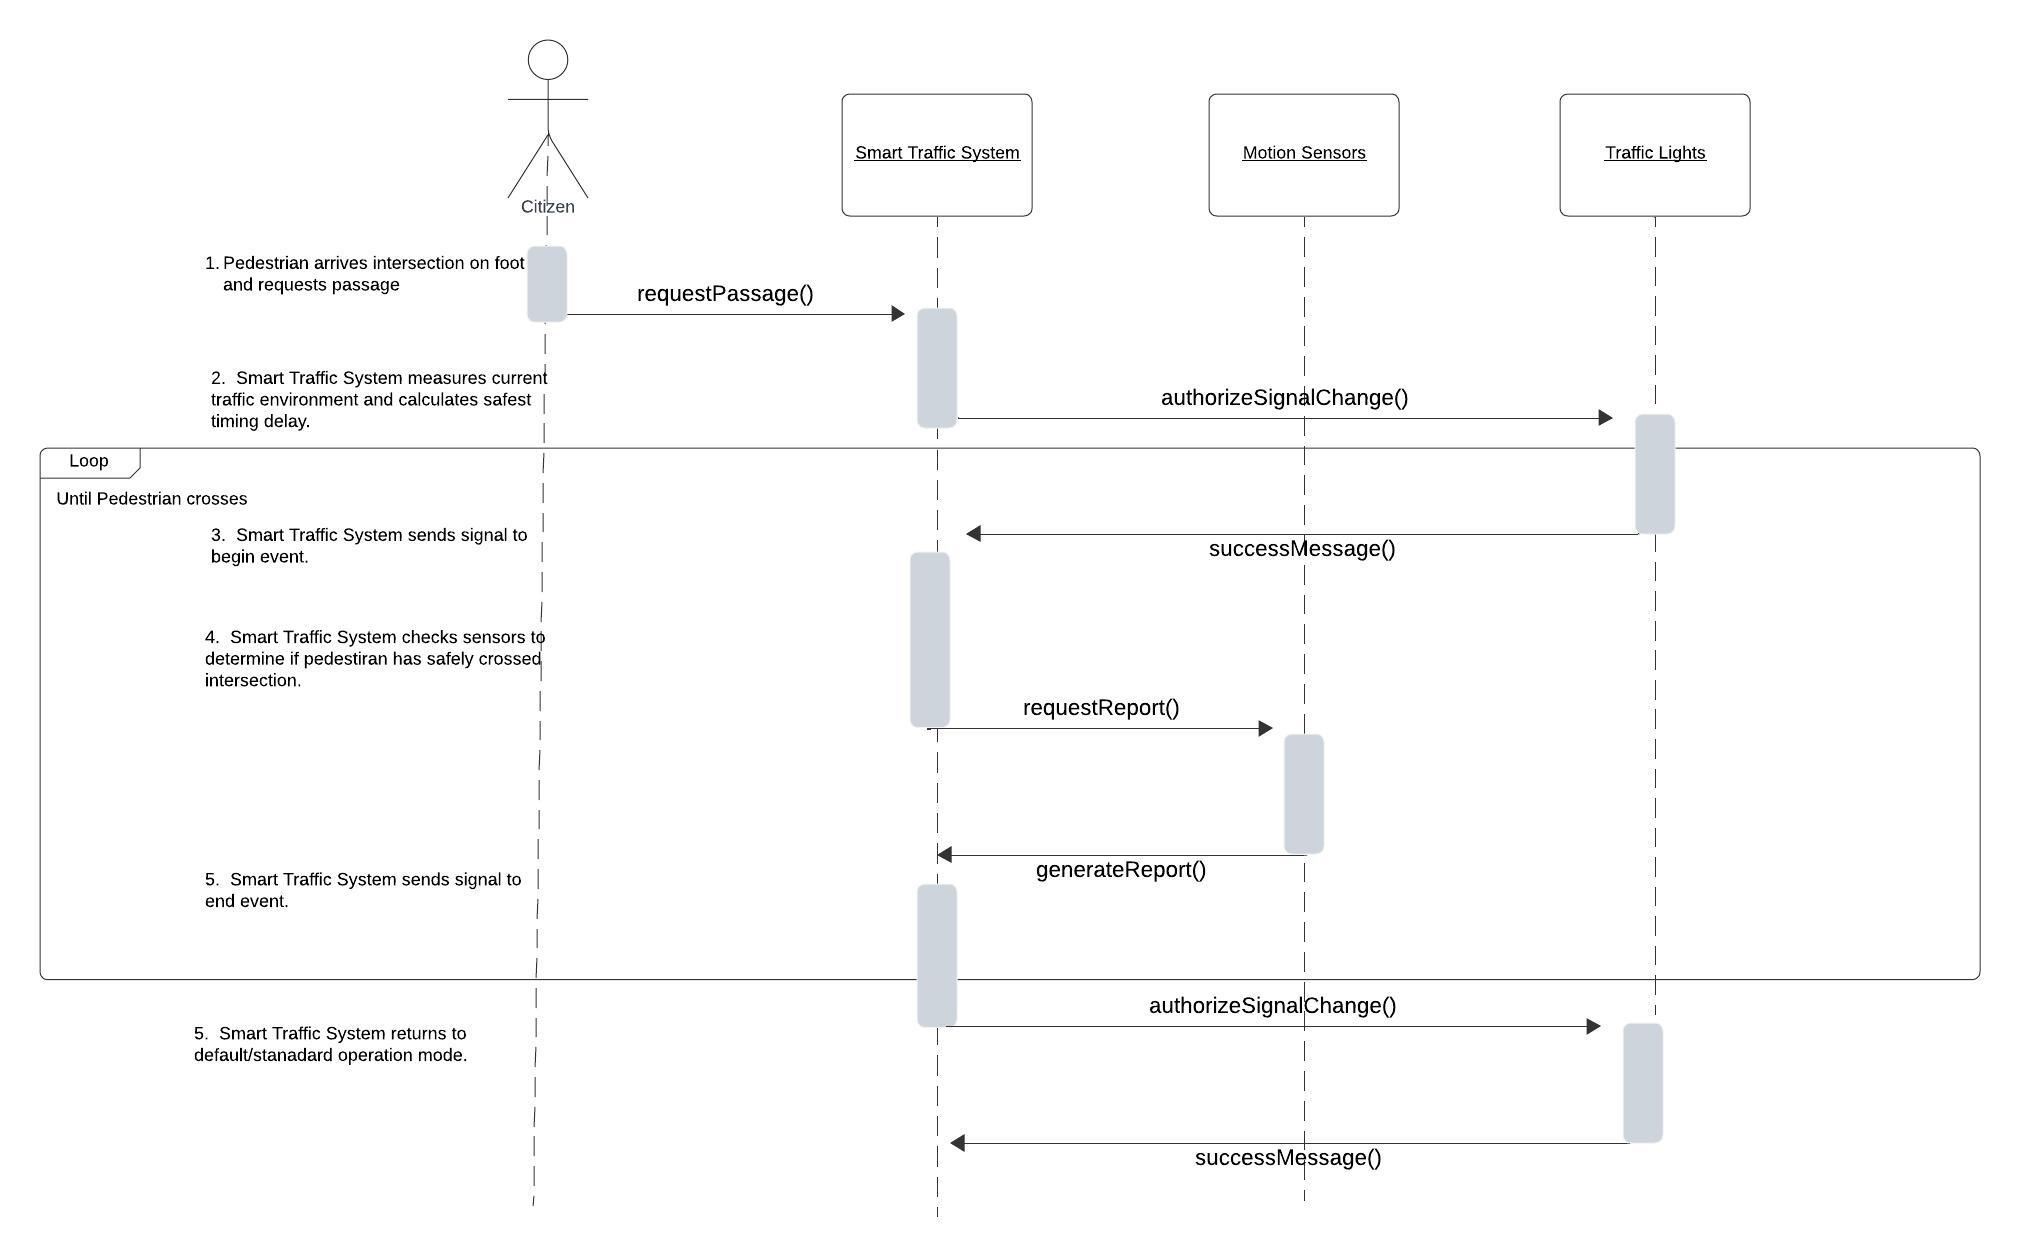 Citizen
Smart Traffic System
Motion Sensors
Traffic Lights
1. Pedestrian arrives intersection on foot
and requests passage
requestPassage()
2. Smart Traffic System measures current
traffic environment and calculates safest
timing delay.
authorizeSignalChange()
Loop
Until Pedestrian crosses
3. Smart Traffic System sends signal to
begin event.
successMessage()
4. Smart Traffic System checks sensors to
determine if pedestiran has safely crossed
intersection.
requestReport()
generateReport()
5. Smart Traffic System sends signal to
end event.
authorizeSignalChange()
5. Smart Traffic System returns to
default/stanadard operation mode.
successMessage()